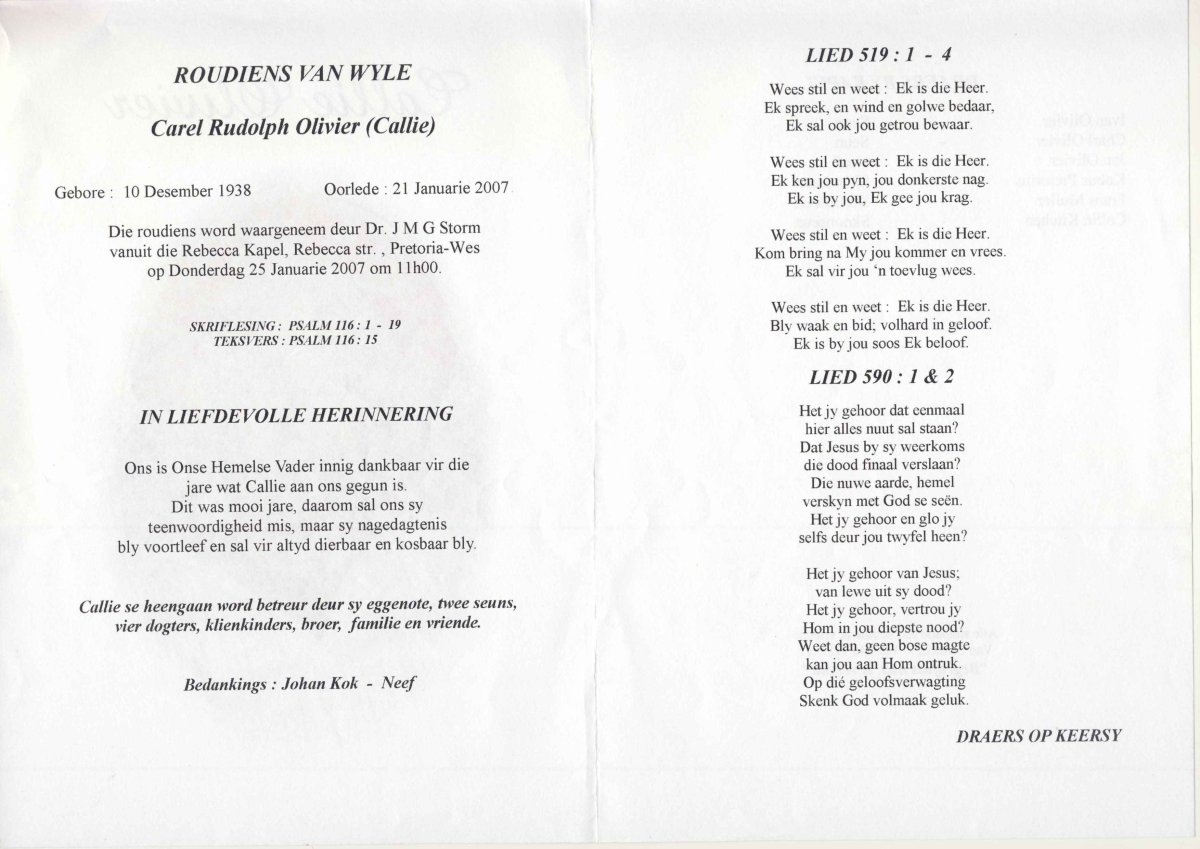 ROUDIENS VAN WYLE
Carel Rudolph Olivier (Callie)
Gebore : 10 Desember 1938 Oorlede : 21 Januarie 2007
Die roudiens word waargeneem deur Dr. J M G Storm
vanuit die Rebecca Kapel, Rebecca str. , Pretoria-Wes
op Donderdag 25 Januarie 2007 om 11h00.
SKRIFLESING : PSALM 116 : 1 - 19
TEKSVERS : PSALM 116 : 15
IN LIEFDEVOLLE HERINNERING
Ons is Onse Hemelse Vader innig dankbaar vir die
jare wat Callie aan ons gegun is.
Dit was mooi jare, daarom sal ons sy
teenwoordigheid mis, maar sy nagedagtenis
bly voortleef en sal vir altyd dierbaar en kosbaar bly.
Callie se heengaan word betreur deur sy eggenote, twee seuns,
vier dogters, klienkinders, broer, familie en vriende.
Bedankings : Johan Kok - Neef
LIED 519 : 1 - 4
Wees stil en weet : Ek is die Heer.
Ek spreek, en wind en golwe bedaar,
Ek sal ook jou getrou bewaar.
Wees stil en weet : Ek is die Heer.
Ek ken jou pyn, jou donkerste nag.
Ek is by jou, Ek gee jou krag.
Wees stil en weet : Ek is die Heer.
Kom bring na My jou kommer en vrees.
Ek sal vir jou ‘n toevlug wees.
Wees stil en weet : Ek is die Heer.
Bly waak en bid; volhard in geloof.
Ek is by jou soos Ek beloof.
LIED 590 : 1 & 2
Het jy gehoor dat eenmaal
hier alles nuut sal staan?
Dat Jesus by sy weerkoms
die dood finaal verslaan?
Die nuwe aarde, hemel
verskyn met God se seën.
Het jy gehoor en glo jy
selfs deur jou twyfel heen?
Het jy gehoor van Jesus;
van lewe uit sy dood?
Het jy gehoor, vertrou jy
Hom in jou diepste nood?
Weet dan, geen bose magte
kan jou aan Hom ontruk.
Op dié geloofsverwagting
Skenk God volmaak geluk.
DRAERS OP KEERSY